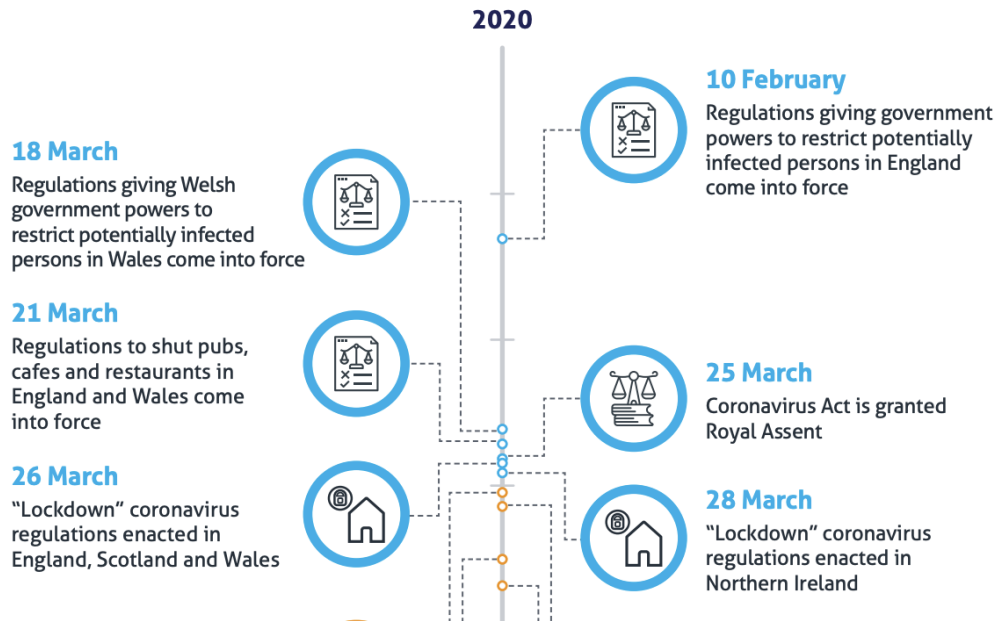 2020
10 February
Regulations giving government
powers to restrict potentially
infected persons in England
come into force
18 March
Regulations giving Welsh
government powers to
restrict potentially infected
persons in Wales come into force
21 March
Regulations to shut pubs,
cafes and restaurants in
England and Wales come
into force
25 March
Coronavirus Act is granted
Royal Assent
26 March
“Lockdown” coronavirus
regulations enacted in
England, Scotland and Wales
28 March
“Lockdown” coronavirus
regulations enacted in
Northern Ireland